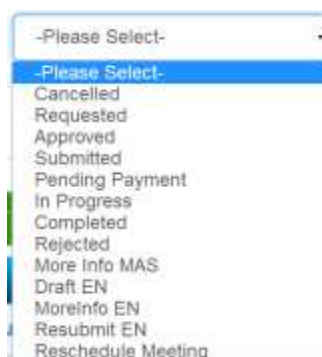 -Please Select-
-Please Select-
Cancelled
Requested
Approved
Submitted
Pending Payment
In Progress
Completed
Rejected
More Info MAS
Draft EN
MoreInfo EN
Resubmit EN
Reschedule Meeting